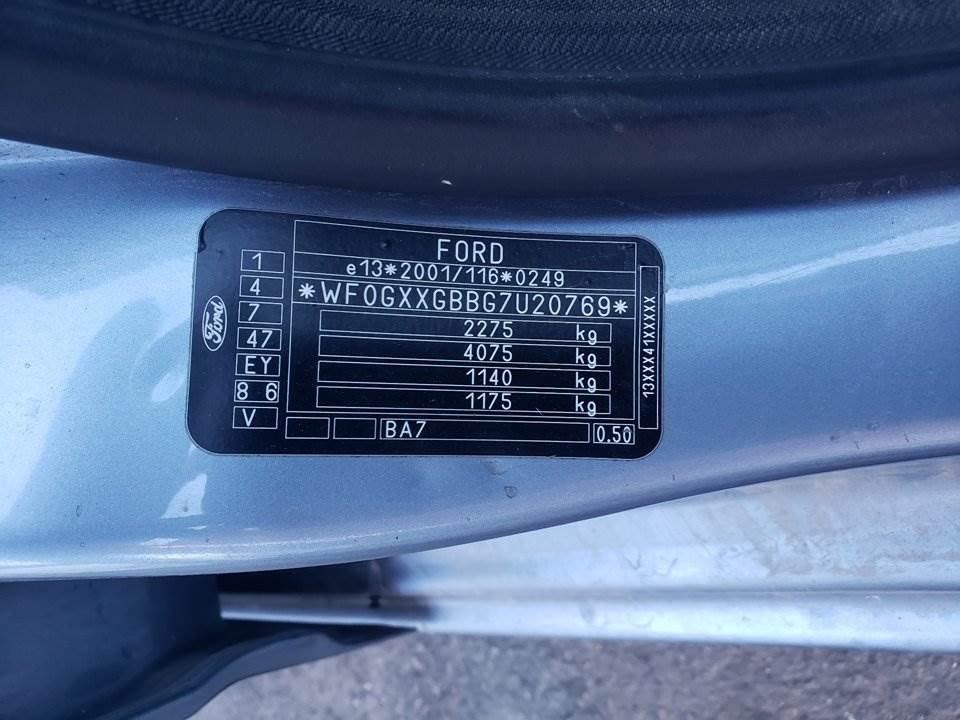 FORD
e13*2001/116*0249
*WF0GXXGBBG7U20769*
2275 kg
4075 kg
1140 kg
1175 kg
BA7
0.50
1
4
7
47
EY
8 6
V
Ford
13XXX41XXXXX